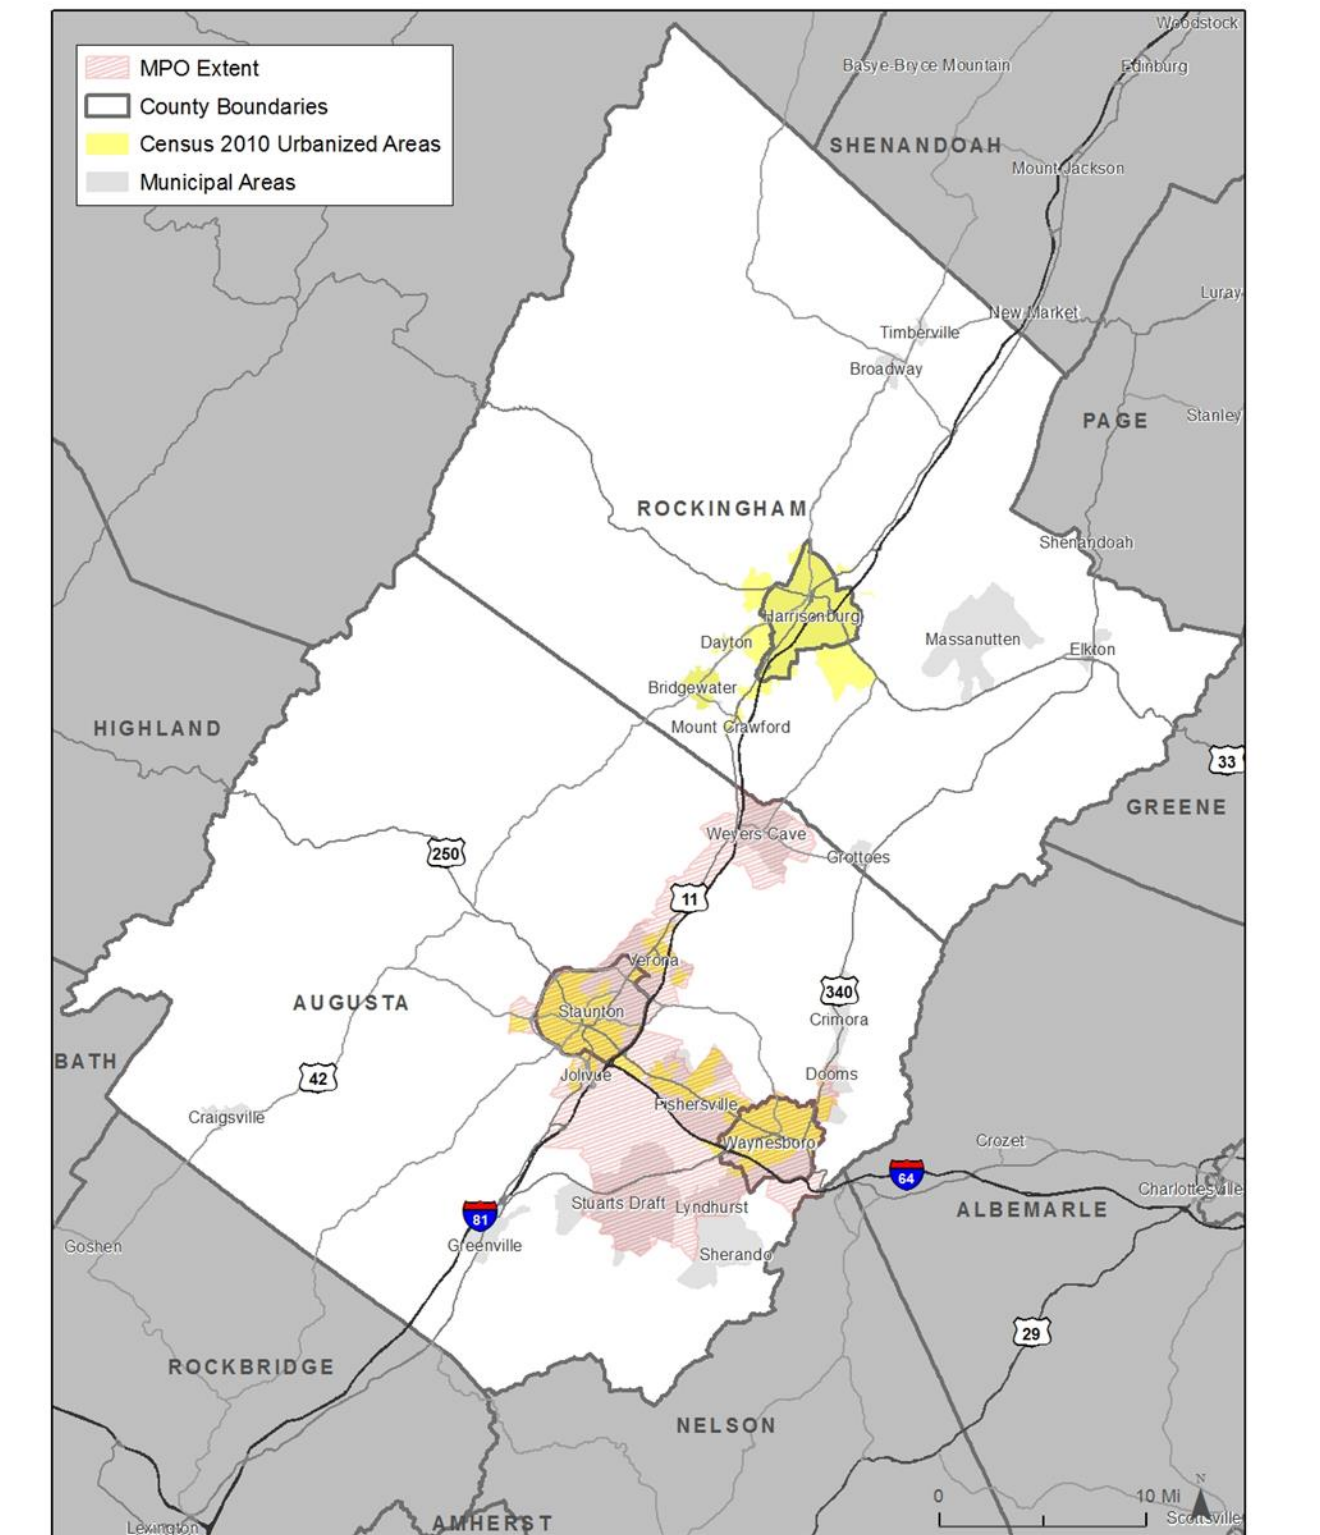 Woodstock
MPO Extent
Basye-Bryce Mountain
Edinburg
County Boundaries
Census 2010 Urbanized Areas
SHENANDOAH
Mount Jackson
Municipal Areas
Luray
New Market
Timberville
Broadway
Stanley
PAGE
ROCKINGHAM
Shenandoah
Harrisonburg
Massanutten
Dayton
Elkton
Bridgewater
HIGHLAND
Mount Crawford
33
GREENE
Weyers Cave
250
Grottoes
11
Verona
340
AUGUSTA
Staunton
Crimora
BATH
42
Jolivue
Dooms
Fishersville
Craigsville
Crozet
Waynesboro
64
Charlottesville
Stuarts Draft
Lyndhurst
ALBEMARLE
81
Goshen
Greenville
Sherando
29
ROCKBRIDGE
NELSON
N
0
10 Mi
Scottsville
AMHERST
Lexington